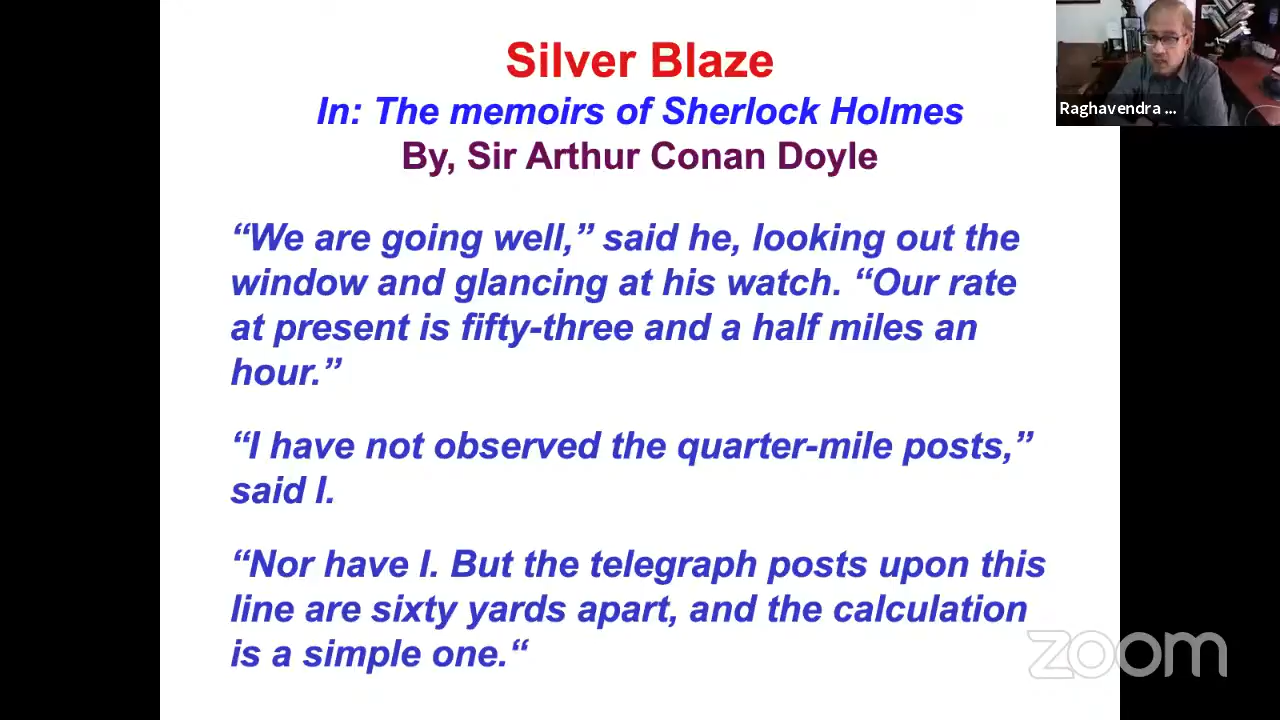 Silver Blaze
In: The memoirs of Sherlock Holmes
By, Sir Arthur Conan Doyle
“We are going well,” said he, looking out the
window and glancing at his watch. “Our rate
at present is fifty-three and a half miles an
hour.”
“I have not observed the quarter-mile posts,”
said I.
“Nor have I. But the telegraph posts upon this
line are sixty yards apart, and the calculation
is a simple one.“
Raghavendra ...
zoom